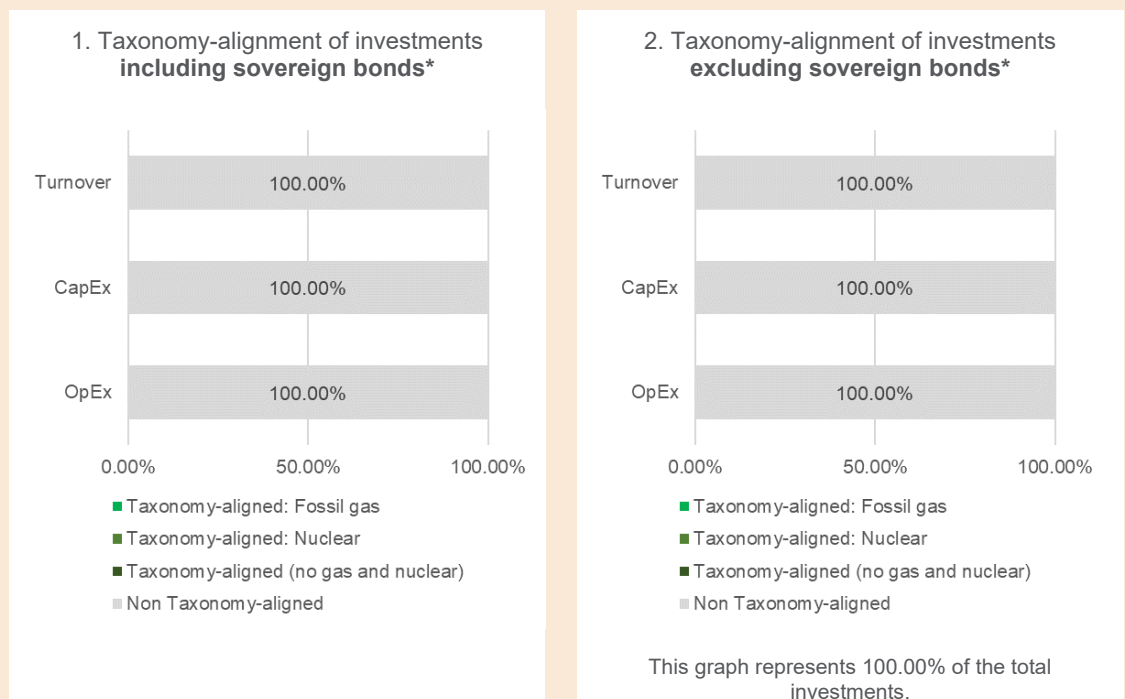 1. Taxonomy-alignment of investments
including sovereign bonds*
Turnover
100.00%
CapEx
100.00%
OpEx
100.00%
0.00%
50.00%
100.00%
Taxonomy-aligned: Fossil gas
Taxonomy-aligned: Nuclear
Taxonomy-aligned (no gas and nuclear)
Non Taxonomy-aligned
2. Taxonomy-alignment of investments
excluding sovereign bonds*
Turnover
100.00%
CapEx
100.00%
OpEx
100.00%
0.00%
50.00%
100.00%
Taxonomy-aligned: Fossil gas
Taxonomy-aligned: Nuclear
Taxonomy-aligned (no gas and nuclear)
Non Taxonomy-aligned
This graph represents 100.00% of the total
investments.